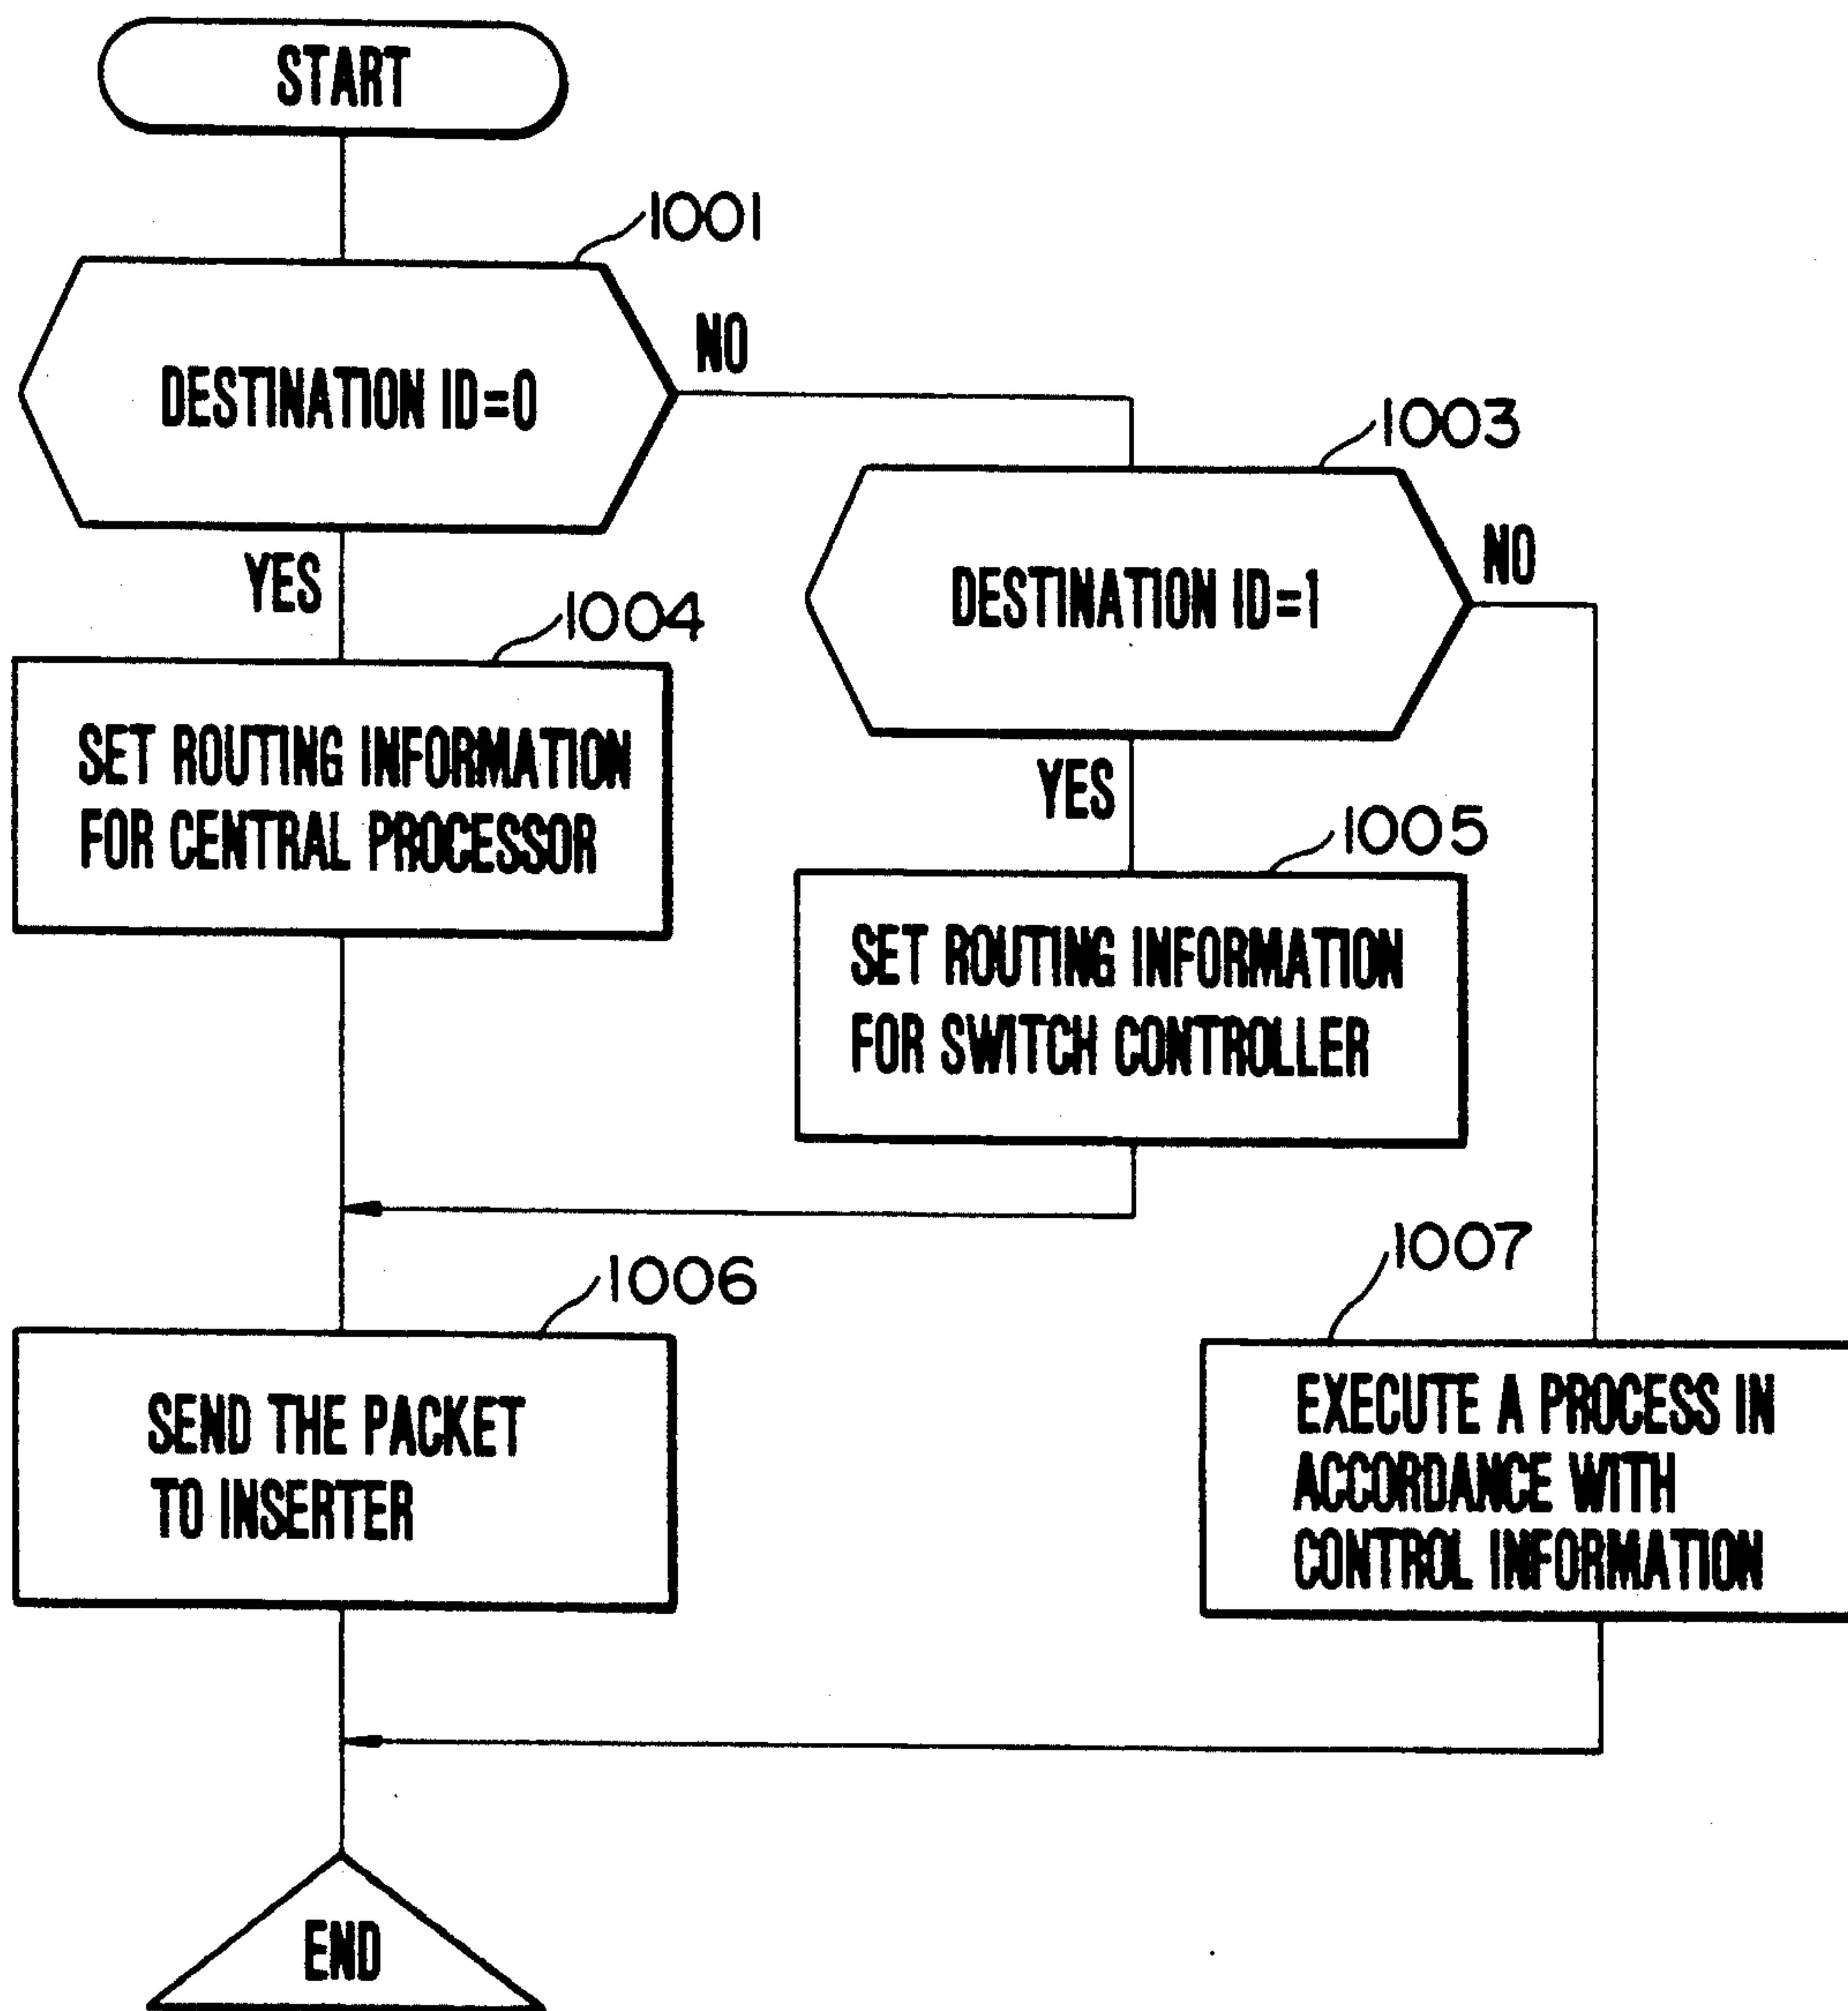 START
1001
DESTINATION ID=0
NO
1003
DESTINATION ID=1
NO
YES
1004
SET ROUTING INFORMATION
FOR CENTRAL PROCESSOR
YES
1005
SET ROUTING INFORMATION
FOR SWITCH CONTROLLER
1006
SEND THE PACKET
TO INSERTER
1007
EXECUTE A PROCESS IN
ACCORDANCE WITH
CONTROL INFORMATION
END